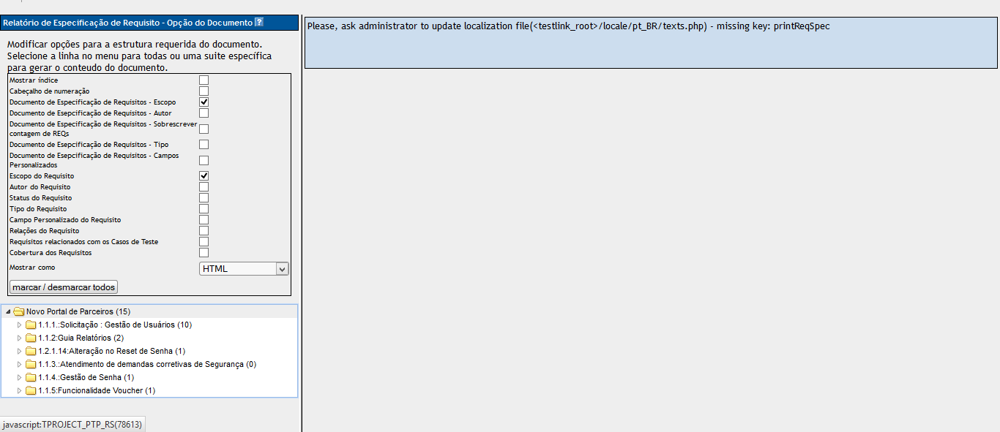 Relatório de Especificação de Requisito - Opção do Documento ?
Modificar opções para a estrutura requerida do documento.
Selecione a linha no menu para todas ou uma suite específica
para gerar o conteudo do documento.
Mostrar índice
Cabeçalho de numeração
Documento de Esepcificação de Requisitos - Escopo
Documento de Esepcificação de Requisitos - Autor
Documento de Esepcificação de Requisitos - Sobrescrever
contagem de REQs
Documento de Esepcificação de Requisitos - Tipo
Documento de Esepcificação de Requisitos - Campos
Personalizados
Escopo do Requisito
Autor do Requisito
Status do Requisito
Tipo do Requisito
Campo Personalizado do Requisito
Relações do Requisito
Requisitos relacionados com os Casos de Teste
Cobertura dos Requisitos
Mostrar como HTML
marcar / desmarcar todos
Novo Portal de Parceiros (15)
1.1.1.:Solicitação : Gestão de Usuários (10)
1.1.2:Guia Relatórios (2)
1.2.1.14:Alteração no Reset de Senha (1)
1.1.3.:Atendimento de demandas corretivas de Segurança (0)
1.1.4.:Gestão de Senha (1)
1.1.5:Funcionalidade Voucher (1)
javascript:TPROJECT_PTP_RS(78613)
Please, ask administrator to update localization file(<testlink_root>/locale/pt_BR/texts.php) - missing key: printReqSpec